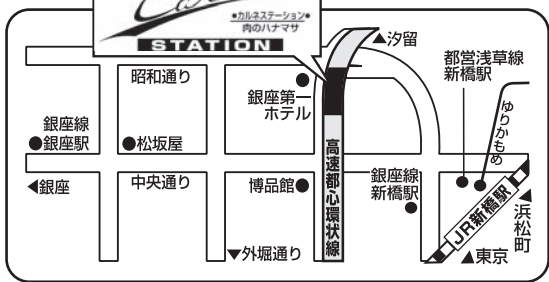 ●カルネステーション●
肉のハナマサ
STATION
▲汐留
昭和通り
都営浅草線
新橋駅
銀座第一
ホテル
ゆりかもめ
銀座線
●銀座駅
●松坂屋
高速都心環状線
◀銀座
中央通り
博品館●
銀座線
新橋駅
JR新橋駅
浜松町
▼外堀通り
▲東京